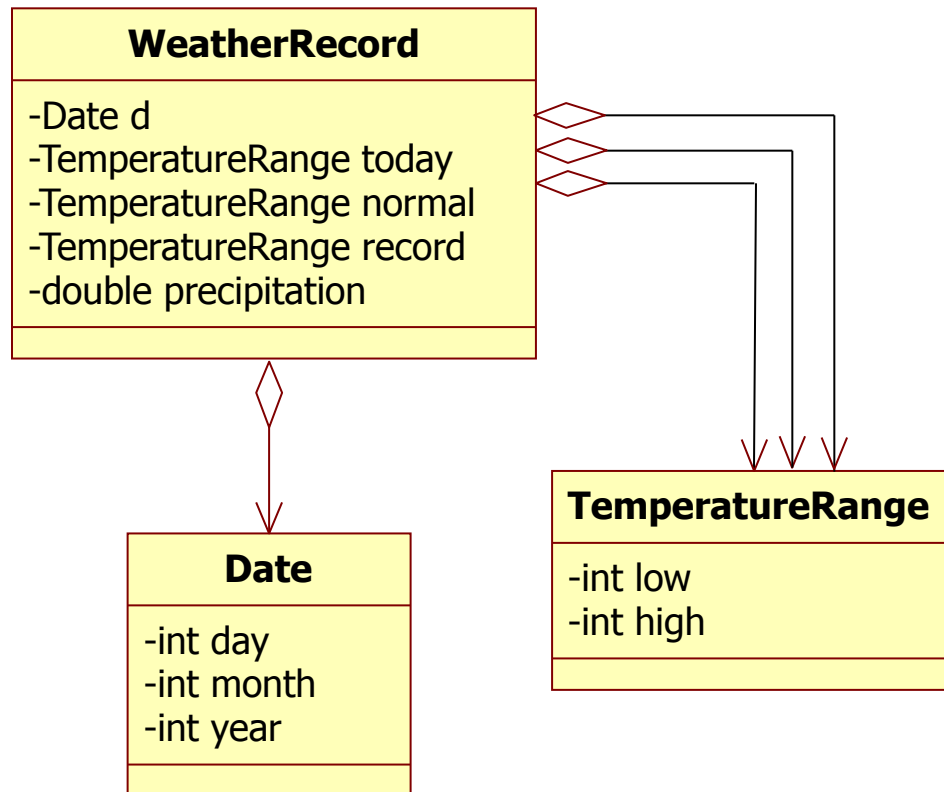 WeatherRecord
-Date d
-TemperatureRange today
-TemperatureRange normal
-TemperatureRange record
-double precipitation
Date
-int day
-int month
-int year
TemperatureRange
-int low
-int high